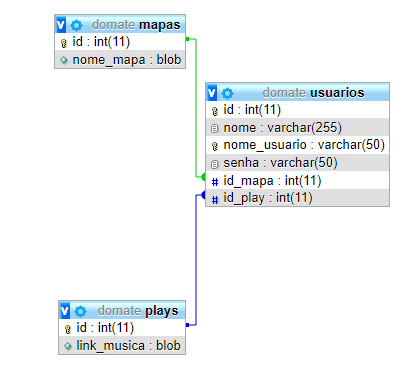 domate mapas
id : int(11)
nome_mapa : blob
domate usuarios
id : int(11)
nome : varchar(255)
nome_usuario : varchar(50)
senha : varchar(50)
# id_mapa : int(11)
# id_play : int(11)
domate plays
id : int(11)
link_musica : blob